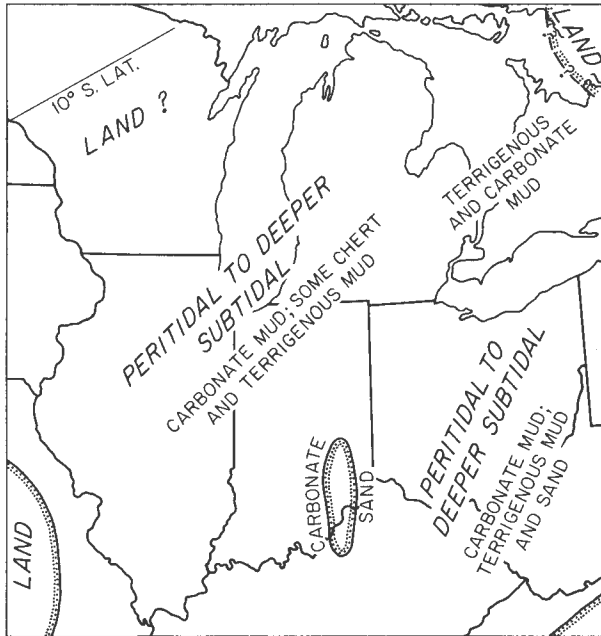 10° S. LAT.
LAND ?
LAND
?
?
TERRIGENOUS
AND CARBONATE
MUD
PERITIDAL TO DEEPER
SUBTIDAL
CARBONATE MUD; SOME CHERT
AND TERRIGENOUS MUD
PERITIDAL TO
DEEPER SUBTIDAL
CARBONATE MUD;
TERRIGENOUS MUD
AND SAND
CARBONATE
SAND
LAND